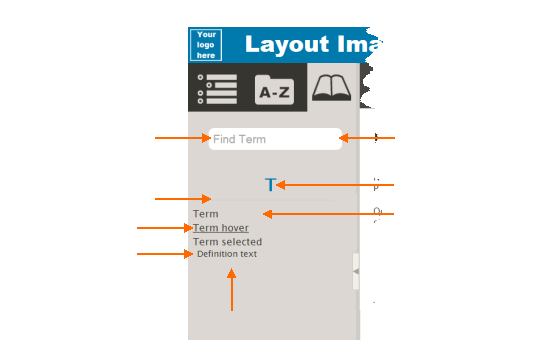 Your
logo
here
Layout Ima
A-Z
Find Term
T
Term
Term hover
Term selected
Definition text